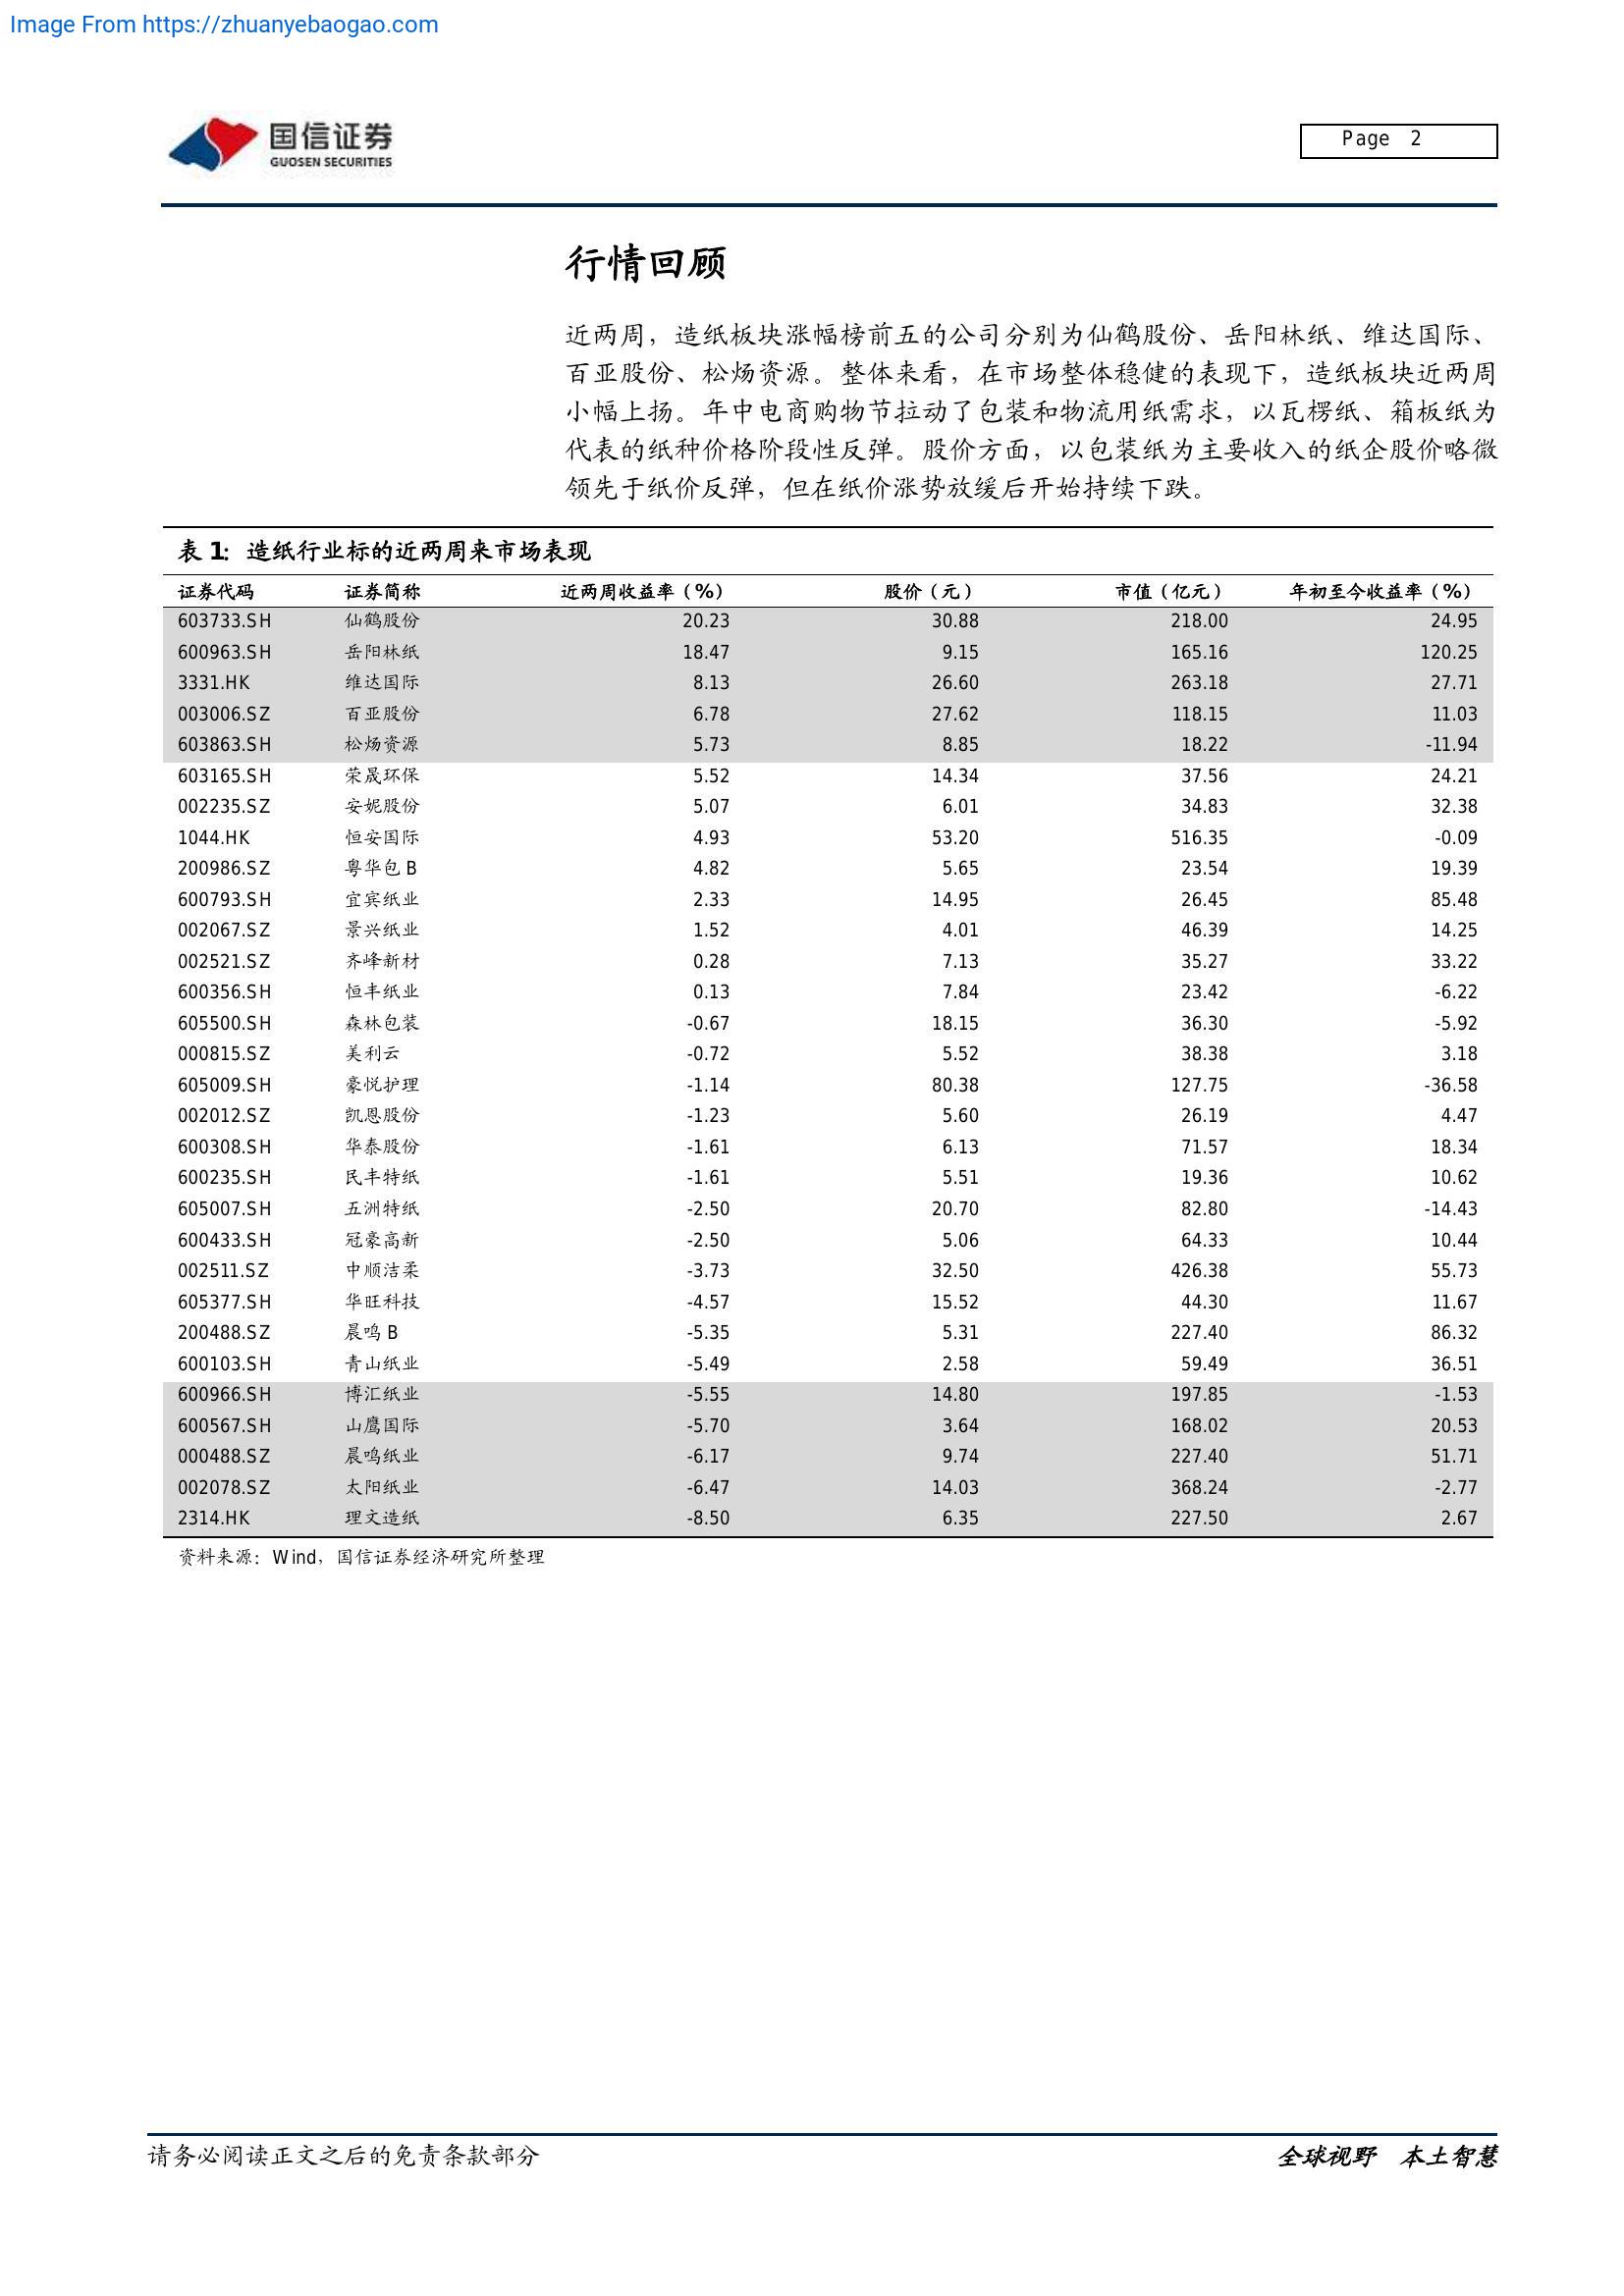 Image From https://zhuanyebaogao.com
国信证券
GUOSEN SECURITIES
Page 2
行情回顾
近两周，造纸板块涨幅榜前五的公司分别为仙鹤股份、岳阳林纸、维达国际、
百亚股份、松炀资源。整体来看，在市场整体稳健的表现下，造纸板块近两周
小幅上扬。年中电商购物节拉动了包装和物流用纸需求，以瓦楞纸、箱板纸为
代表的纸种价格阶段性反弹。股价方面，以包装纸为主要收入的纸企股价略微
领先于纸价反弹，但在纸价涨势放缓后开始持续下跌。
表 1：造纸行业标的近两周来市场表现
证券代码 证券简称 近两周收益率（%） 股价（元） 市值（亿元） 年初至今收益率（%）
603733.SH 仙鹤股份 20.23 30.88 218.00 24.95
600963.SH 岳阳林纸 18.47 9.15 165.16 120.25
3331.HK 维达国际 8.13 26.60 263.18 27.71
003006.SZ 百亚股份 6.78 27.62 118.15 11.03
603863.SH 松炀资源 5.73 8.85 18.22 -11.94
603165.SH 荣晟环保 5.52 14.34 37.56 24.21
002235.SZ 安妮股份 5.07 6.01 34.83 32.38
1044.HK 恒安国际 4.93 53.20 516.35 -0.09
200986.SZ 粤华包 B 4.82 5.65 23.54 19.39
600793.SH 宜宾纸业 2.33 14.95 26.45 85.48
002067.SZ 景兴纸业 1.52 4.01 46.39 14.25
002521.SZ 齐峰新材 0.28 7.13 35.27 33.22
600356.SH 恒丰纸业 0.13 7.84 23.42 -6.22
605500.SH 森林包装 -0.67 18.15 36.30 -5.92
000815.SZ 美利云 -0.72 5.52 38.38 3.18
605009.SH 豪悦护理 -1.14 80.38 127.75 -36.58
002012.SZ 凯恩股份 -1.23 5.60 26.19 4.47
600308.SH 华泰股份 -1.61 6.13 71.57 18.34
600235.SH 民丰特纸 -1.61 5.51 19.36 10.62
605007.SH 五洲特纸 -2.50 20.70 82.80 -14.43
600433.SH 冠豪高新 -2.50 5.06 64.33 10.44
002511.SZ 中顺洁柔 -3.73 32.50 426.38 55.73
605377.SH 华旺科技 -4.57 15.52 44.30 11.67
200488.SZ 晨鸣 B -5.35 5.31 227.40 86.32
600103.SH 青山纸业 -5.49 2.58 59.49 36.51
600966.SH 博汇纸业 -5.55 14.80 197.85 -1.53
600567.SH 山鹰国际 -5.70 3.64 168.02 20.53
000488.SZ 晨鸣纸业 -6.17 9.74 227.40 51.71
002078.SZ 太阳纸业 -6.47 14.03 368.24 -2.77
2314.HK 理文造纸 -8.50 6.35 227.50 2.67
资料来源：Wind，国信证券经济研究所整理
请务必阅读正文之后的免责条款部分
全球视野 本土智慧